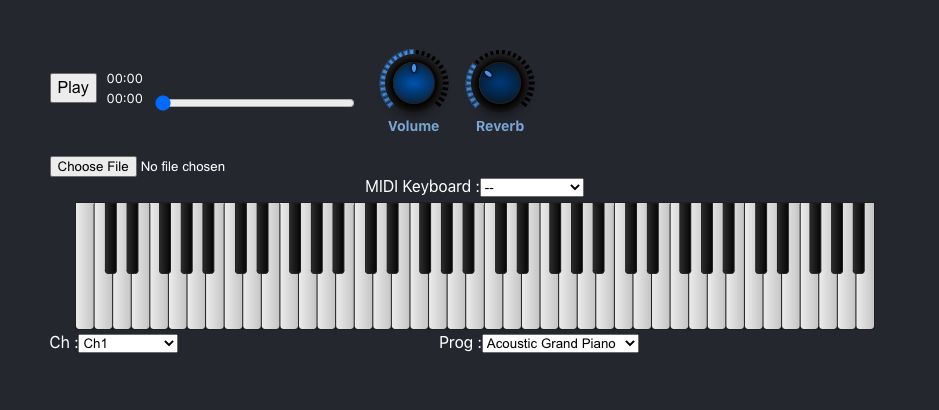 Play
00:00
00:00
Volume
Reverb
Choose File No file chosen
MIDI Keyboard : --
Ch : Ch1
Prog : Acoustic Grand Piano